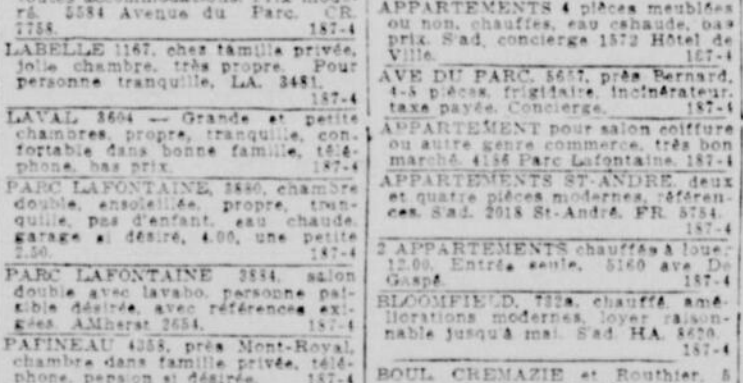 toutes accommodations. Prix modé-
ré. 5584 Avenue du Parc. CR.
7758. 187-4
LABELLE 1167, chez famille privée,
jolie chambre, très propre. Pour
personne tranquille, LA. 3481.
187-4
LAVAL 3604 — Grande et petite
chambres, propre, tranquille, con-
fortable dans bonne famille, télé-
phone, bas prix. 187-4
PARC LAFONTAINE, 3880, chambre
double, ensoleillée, propre, tran-
quille, pas d'enfant, eau chaude,
garage si désiré, 4.00, une petite
2.50. 187-4
PARC LAFONTAINE 3884, salon
double avec lavabo, personne pai-
sible désirée, avec références exi-
gées. AMherst 2654. 187-4
PAPINEAU 4358, près Mont-Royal,
chambre dans famille privée, télé-
phone, pension si désirée. 187-4
APPARTEMENTS 4 pièces meublées
ou non, chauffés, eau cshaude, bas
prix. S'ad. concierge 1572 Hôtel de
Ville. 187-4
AVE DU PARC, 5657, près Bernard,
4-5 pièces, frigidaire, incinérateur,
taxe payée. Concierge. 187-4
APPARTEMENT pour salon coiffure
ou autre genre commerce, très bon
marché. 4186 Parc Lafontaine. 187-4
APPARTEMENTS ST-ANDRE, deux
et quatre pièces modernes, référen-
ces. S'ad. 2018 St-André. FR. 5754.
187-4
2 APPARTEMENTS chauffés à louer
12.00. Entrée seule, 5160 ave De
Gaspé. 187-4
BLOOMFIELD, 732a, chauffé, amé-
liorations modernes, loyer raison-
nable jusqu'à mai. S'ad. HA. 8620.
187-4
BOUL CREMAZIE et Routhier, 5